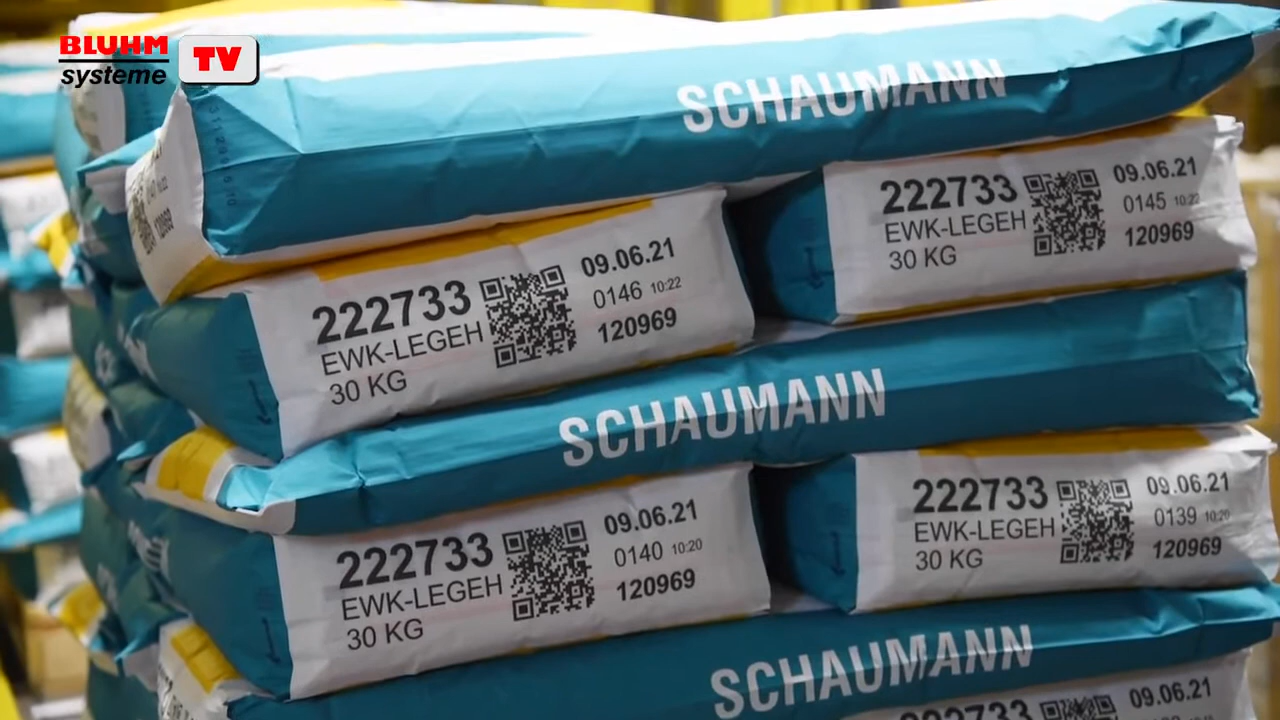 BLUHM
systeme
TV
SCHAUMANN
222733
EWK-LEGEH
30 KG
09.06.21
0145 10:22
120969
120969
222733
EWK-LEGEH
30 KG
09.06.21
0146 10:22
120969
SCHAUMANN
222733
EWK-LEGEH
30 KG
09.06.21
0139 10:20
120969
222733
EWK-LEGEH
30 KG
09.06.21
0140 10:20
120969
SCHAUMANN
222733
09.06.21